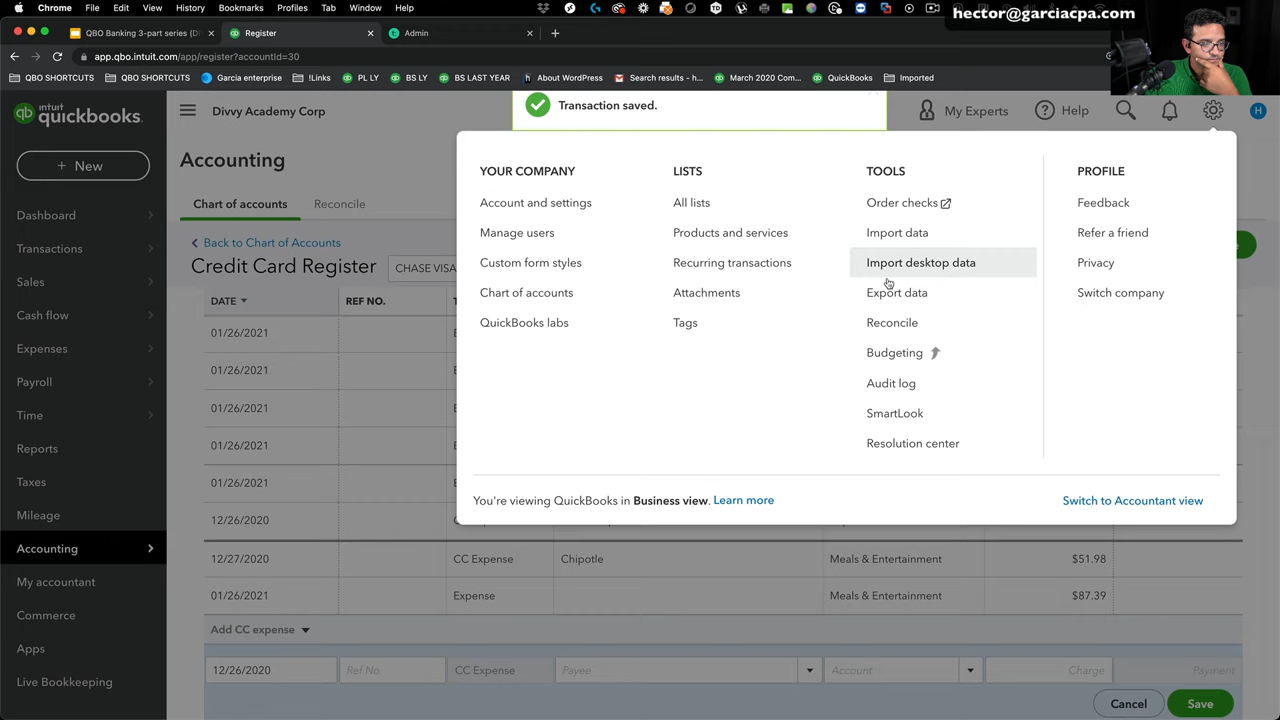 Chrome File Edit View History Bookmarks Profiles Tab Window Help
hector@garciacpa.com
QBO Banking 3-part series (Di
Register
Admin
app.qbo.intuit.com/app/register?accountId=30
QBO SHORTCUTS
QBO SHORTCUTS
Garcia enterprise
!Links
PL LY
BS LY
BS LAST YEAR
About WordPress
Search results - h...
March 2020 Com...
QuickBooks
Imported
intuit
quickbooks.
Divvy Academy Corp
Transaction saved.
My Experts
Help
H
+ New
Accounting
Dashboard
Transactions
Sales
Cash flow
Expenses
Payroll
Time
Reports
Taxes
Mileage
Accounting
My accountant
Commerce
Apps
Live Bookkeeping
Chart of accounts
Reconcile
Back to Chart of Accounts
Credit Card Register
CHASE VISA
YOUR COMPANY
Account and settings
Manage users
Custom form styles
Chart of accounts
QuickBooks labs
LISTS
All lists
Products and services
Recurring transactions
Attachments
Tags
TOOLS
Order checks
Import data
Import desktop data
Export data
Reconcile
Budgeting
Audit log
SmartLook
Resolution center
PROFILE
Feedback
Refer a friend
Privacy
Switch company
You're viewing QuickBooks in Business view. Learn more
Switch to Accountant view
DATE
REF NO.
01/26/2021
01/26/2021
01/26/2021
01/26/2021
01/26/2021
12/26/2020
12/27/2020 CC Expense Chipotle Meals & Entertainment $51.98
01/26/2021 Expense Meals & Entertainment $87.39
Add CC expense
12/26/2020 Ref No. CC Expense Payee Account Charge Payment
Cancel
Save